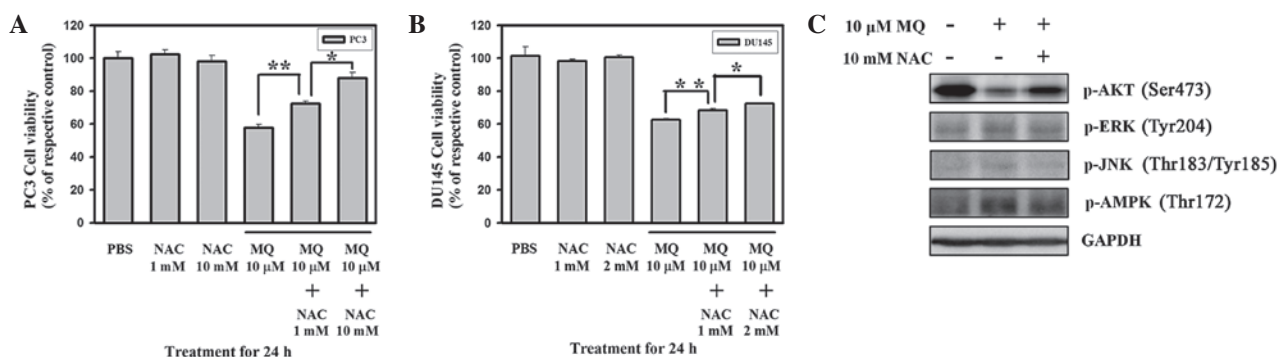 A
PC3 Cell viability
(% of respective control)
120
100
80
60
40
20
0
PC3
**
*
PBS
NAC
1 mM
NAC
10 mM
MQ
10 μM
MQ
10 μM
+
NAC
1 mM
MQ
10 μM
+
NAC
10 mM
Treatment for 24 h
B
DU145 Cell viability
(% of respective control)
120
100
80
60
40
20
0
DU145
* *
*
PBS
NAC
1 mM
NAC
2 mM
MQ
10 μM
MQ
10 μM
+
NAC
1 mM
MQ
10 μM
+
NAC
2 mM
Treatment for 24 h
C
10 μM MQ - + +
10 mM NAC - - +
p-AKT (Ser473)
p-ERK (Tyr204)
p-JNK (Thr183/Tyr185)
p-AMPK (Thr172)
GAPDH